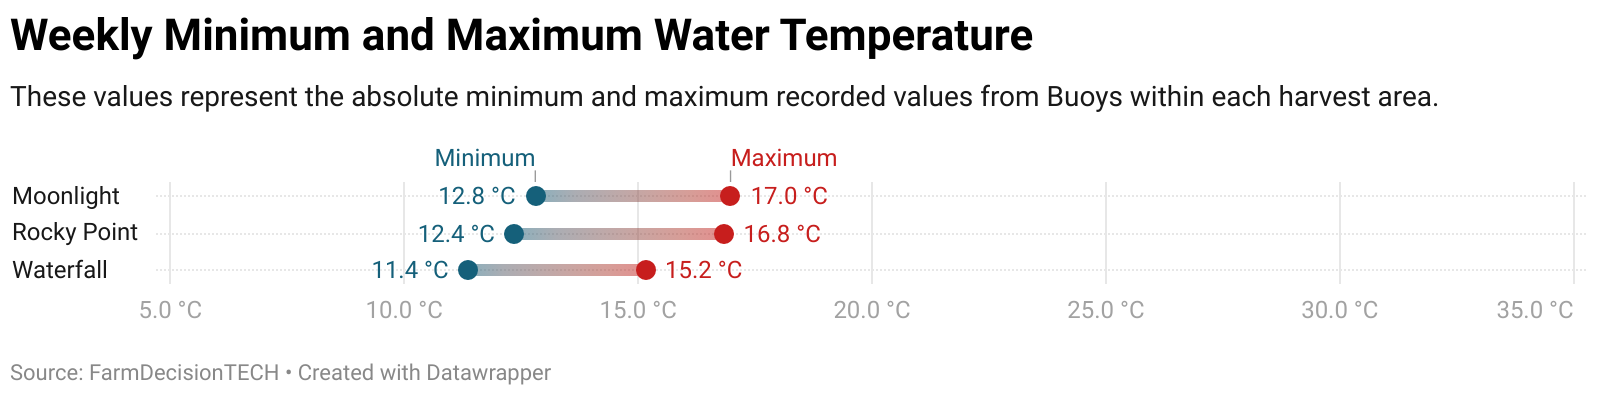 Weekly Minimum and Maximum Water Temperature
These values represent the absolute minimum and maximum recorded values from Buoys within each harvest area.
Minimum Maximum
Moonlight 12.8 °C 17.0 °C
Rocky Point 12.4 °C 16.8 °C
Waterfall 11.4 °C 15.2 °C
5.0 °C 10.0 °C 15.0 °C 20.0 °C 25.0 °C 30.0 °C 35.0 °C
Source: FarmDecisionTECH • Created with Datawrapper